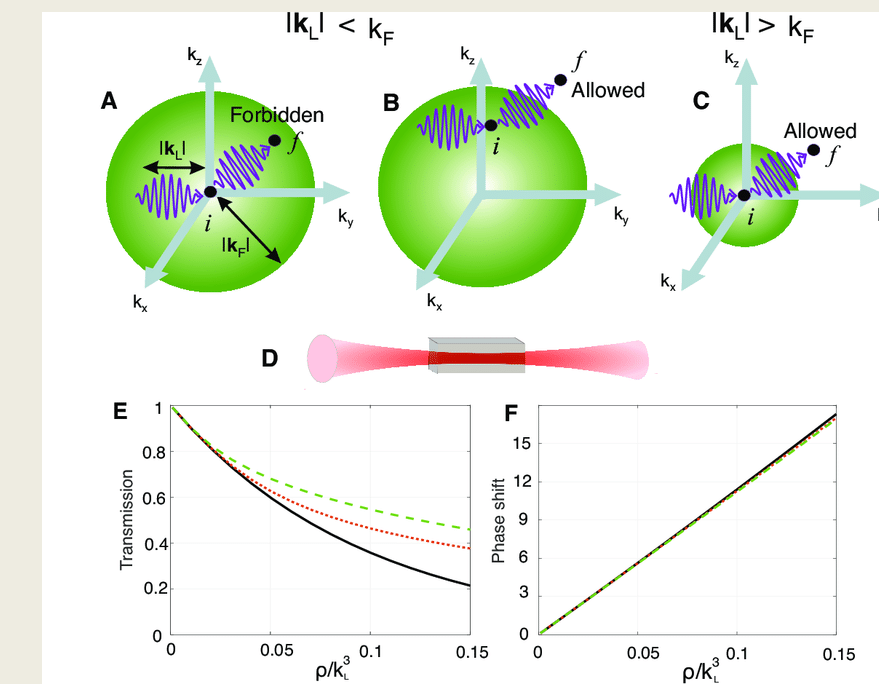 |k_L| < k_F
|k_L| > k_F
A
k_z
Forbidden
f
|k_L|
i
|k_F|
k_y
k_x
B
k_z
f
Allowed
i
k_y
k_x
C
k_z
Allowed
f
i
k_x
D
E
Transmission
1
0.8
0.6
0.4
0.2
0
0
0.05
0.1
0.15
ρ/k_L^3
F
Phase shift
15
12
9
6
3
0
0
0.05
0.1
0.15
ρ/k_L^3